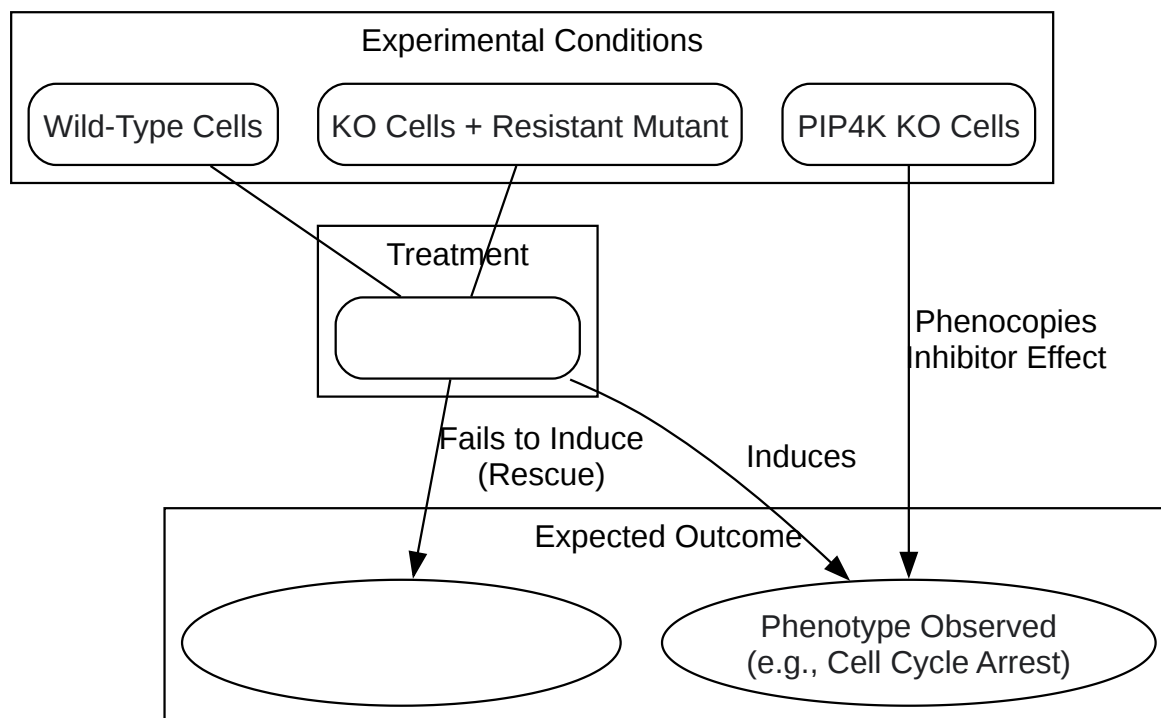 Experimental Conditions
Wild-Type Cells
KO Cells + Resistant Mutant
PIP4K KO Cells
Treatment
Phenocopies
Inhibitor Effect
Fails to Induce
(Rescue)
Induces
Expected Outcome
Phenotype Observed
(e.g., Cell Cycle Arrest)